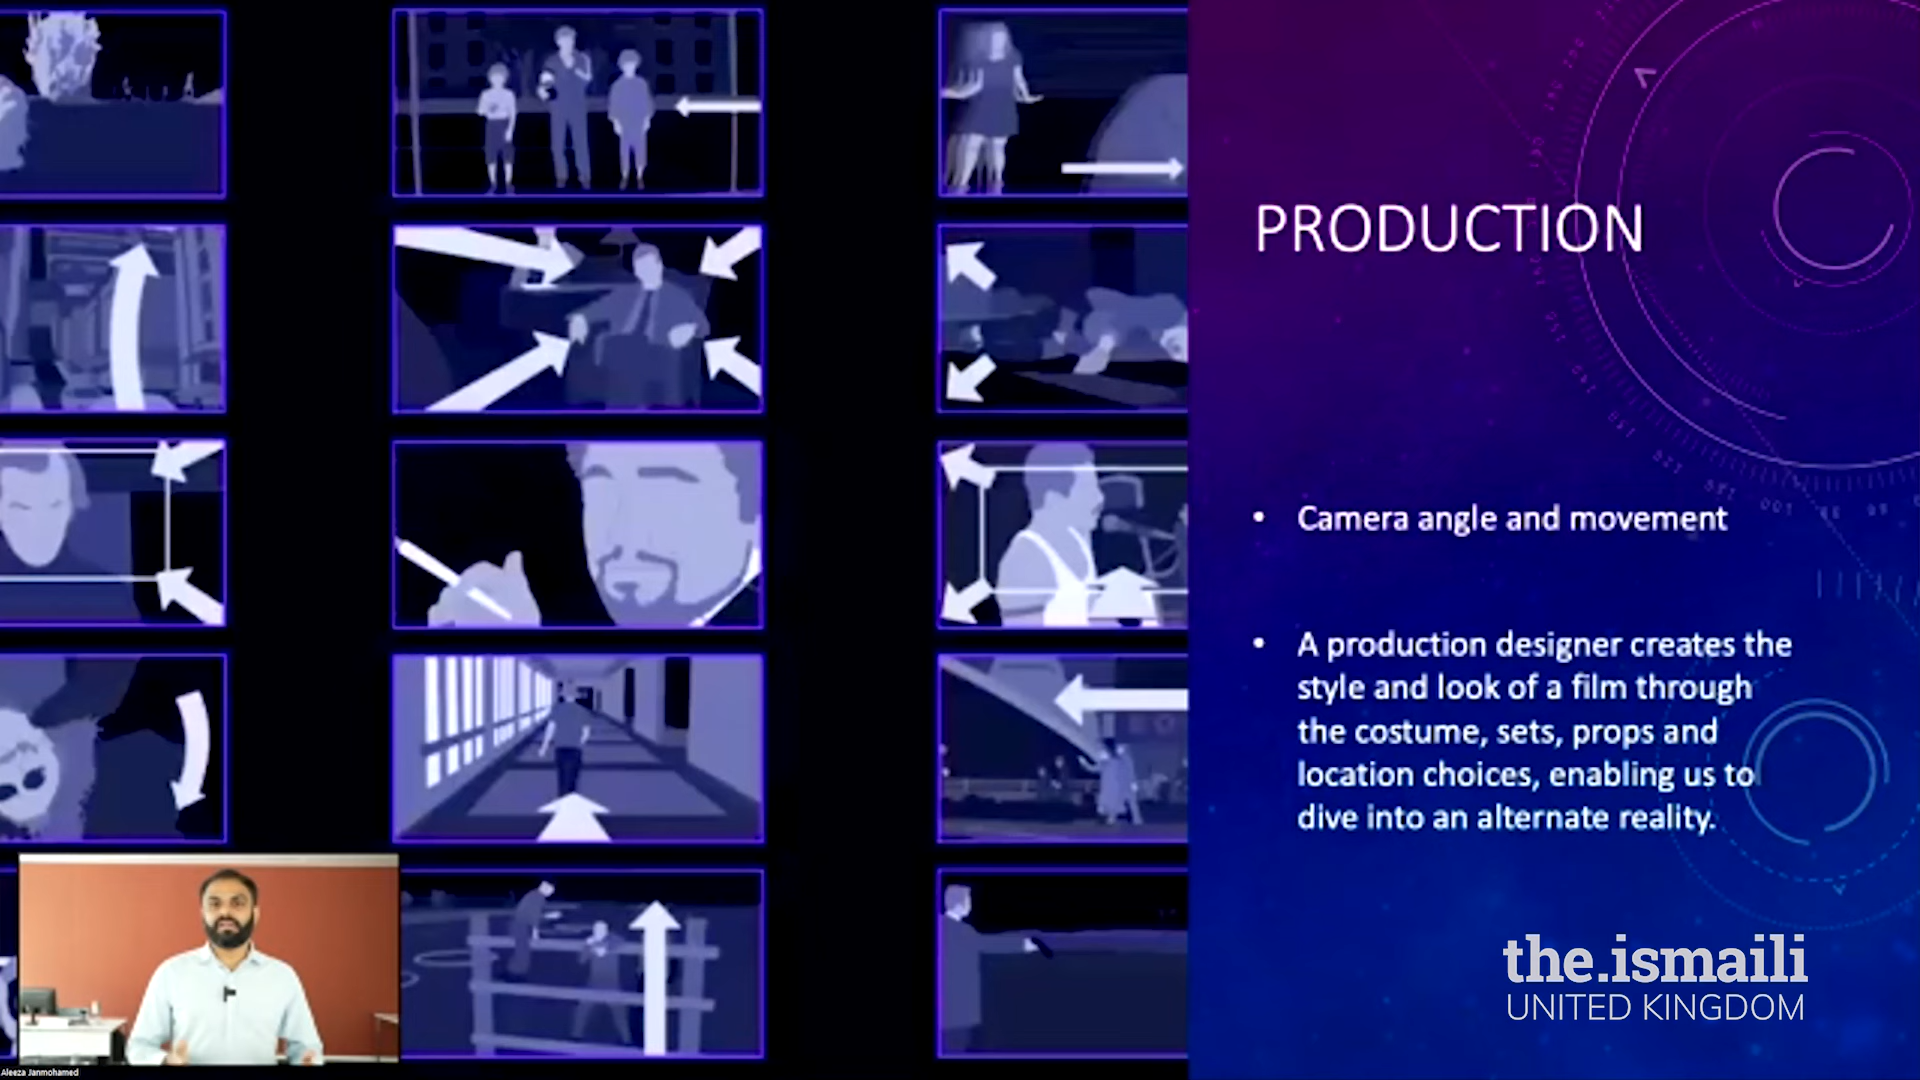 PRODUCTION
• Camera angle and movement
• A production designer creates the
style and look of a film through
the costume, sets, props and
location choices, enabling us to
dive into an alternate reality.
the.ismaili
UNITED KINGDOM
Aleeza Janmohamed